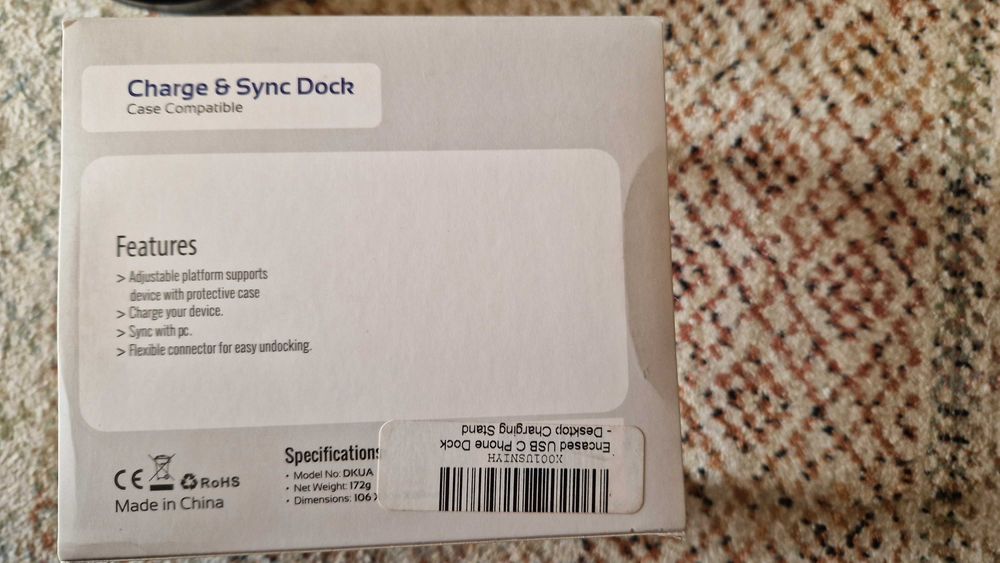 Charge & Sync Dock
Case Compatible
Features
> Adjustable platform supports
device with protective case
> Charge your device.
> Sync with pc.
> Flexible connector for easy undocking.
CE RoHS
Made in China
Specifications
• Model No: DKUA
• Net Weight: 172g
• Dimensions: 106 X
X001USNIYH
Encased USB C Phone Dock
- Desktop Charging Stand